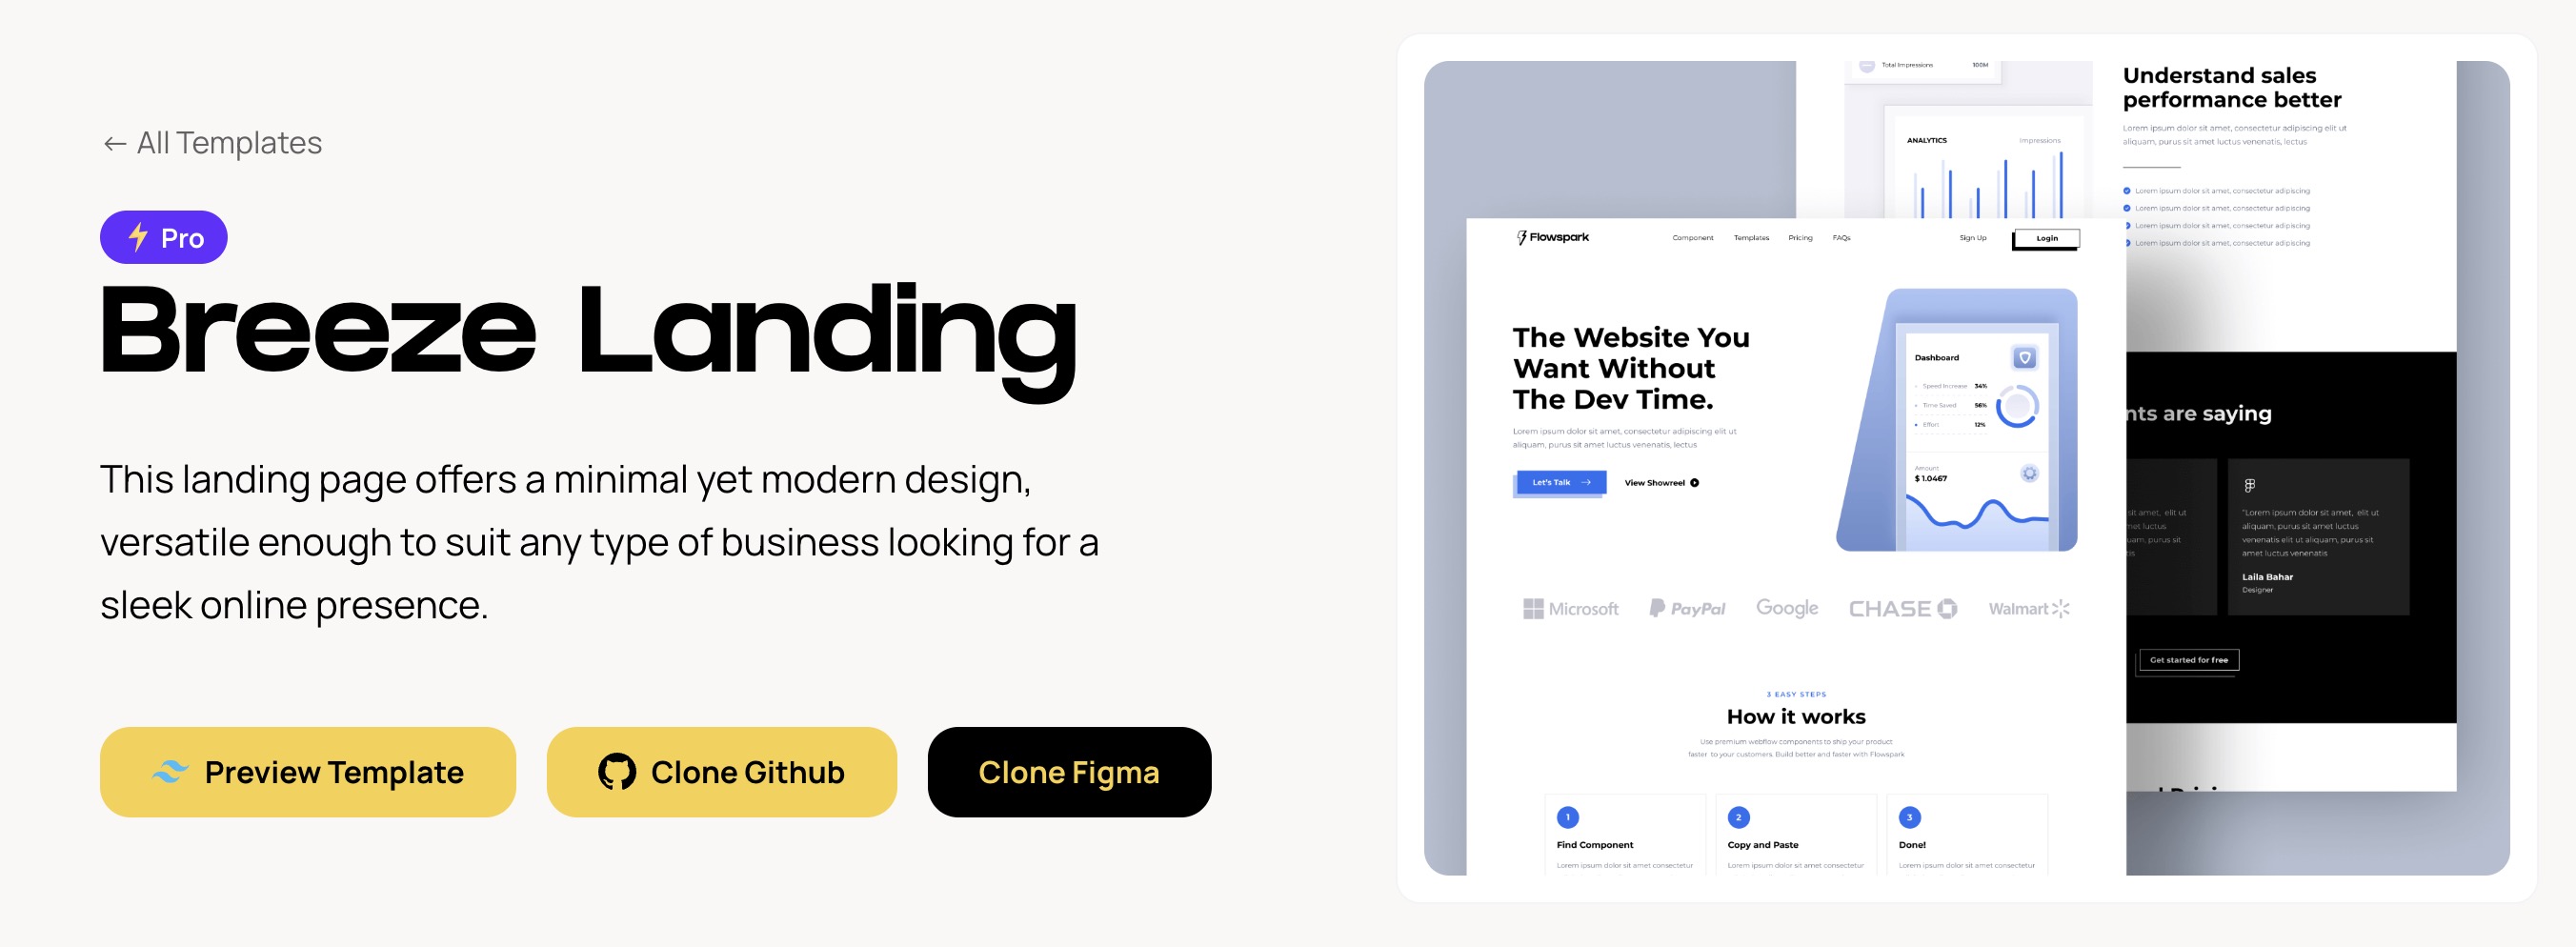 ← All Templates
Pro
Breeze Landing
This landing page offers a minimal yet modern design,
versatile enough to suit any type of business looking for a
sleek online presence.
Preview Template
Clone Github
Clone Figma
Total Impressions 100M
ANALYTICS Impressions
Understand sales
performance better
Lorem ipsum dolor sit amet, consectetur adipiscing elit ut
aliquam, purus sit amet luctus venenatis, lectus
Lorem ipsum dolor sit amet, consectetur adipiscing
Lorem ipsum dolor sit amet, consectetur adipiscing
Lorem ipsum dolor sit amet, consectetur adipiscing
Lorem ipsum dolor sit amet, consectetur adipiscing
Flowspark
Component Templates Pricing FAQs
Sign Up Login
The Website You
Want Without
The Dev Time.
Lorem ipsum dolor sit amet, consectetur adipiscing elit ut
aliquam, purus sit amet luctus venenatis, lectus
Let's Talk →
View Showreel
Dashboard
Speed Increase 34%
Time Saved 56%
Effort 12%
Amount
$ 1.0467
Microsoft PayPal Google CHASE Walmart
3 EASY STEPS
How it works
Use premium webflow components to ship your product
faster to your customers. Build better and faster with Flowspark
1
Find Component
Lorem ipsum dolor sit amet consectetur
2
Copy and Paste
Lorem ipsum dolor sit amet consectetur
3
Done!
Lorem ipsum dolor sit amet consectetur
nts are saying
sit amet, elit ut
met luctus
uam, purus sit
tis
"Lorem ipsum dolor sit amet, elit ut
aliquam, purus sit amet luctus
venenatis elit ut aliquam, purus sit
amet luctus venenatis
Laila Bahar
Designer
Get started for free